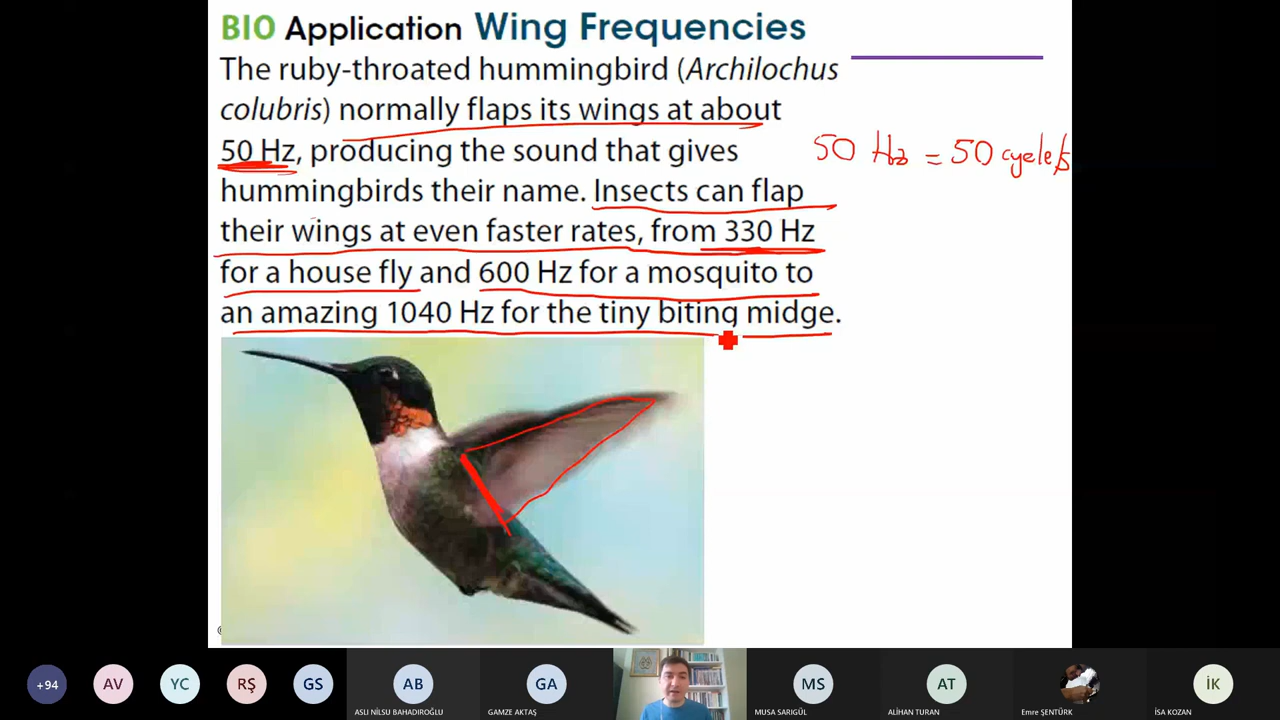 BIO Application Wing Frequencies
The ruby-throated hummingbird (Archilochus
colubris) normally flaps its wings at about
50 Hz, producing the sound that gives
hummingbirds their name. Insects can flap
their wings at even faster rates, from 330 Hz
for a house fly and 600 Hz for a mosquito to
an amazing 1040 Hz for the tiny biting midge.
50 Hz = 50 cycle/s
©
+94
AV
YC
RŞ
GS
AB
ASLI NİLSU BAHADIROĞLU
GA
GAMZE AKTAŞ
MS
MUSA SARIGÜL
AT
ALİHAN TURAN
Emre ŞENTÜRK
İK
İSA KOZAN